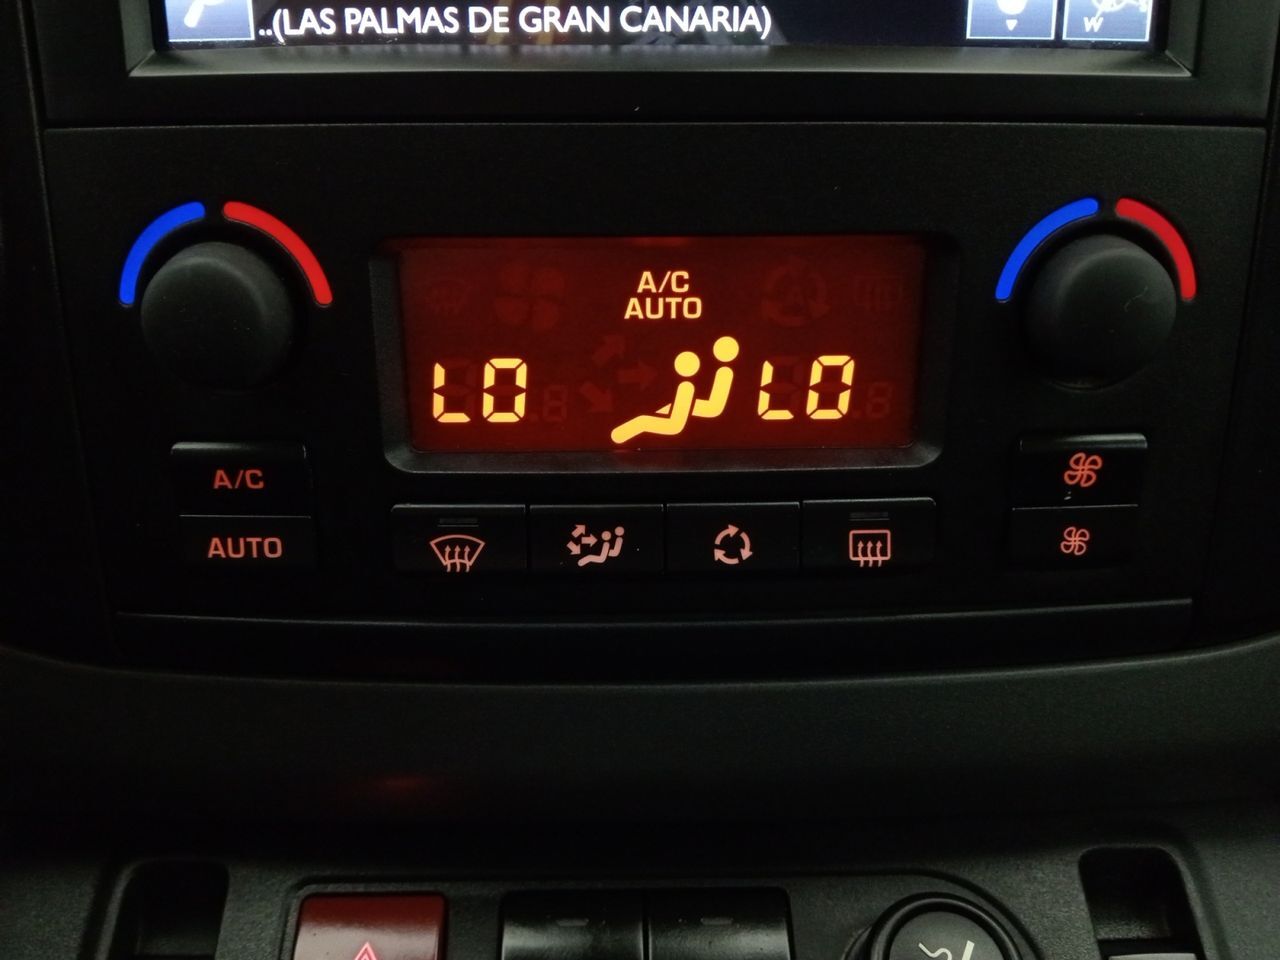 ..(LAS PALMAS DE GRAN CANARIA)
W
A/C
AUTO
LO LO
A/C
AUTO